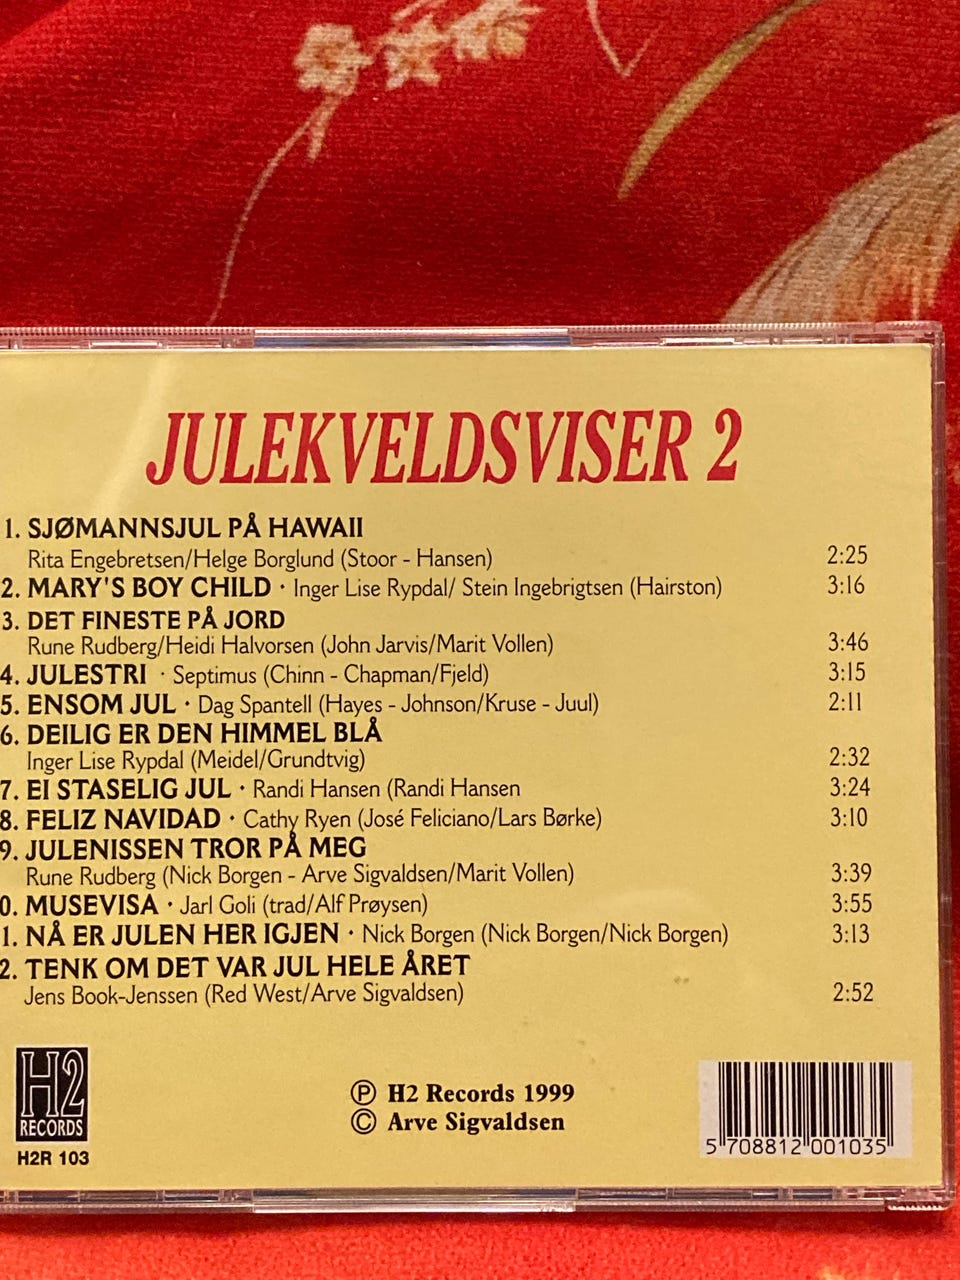 JULEKVELDSVISER 2
1. SJØMANNSJUL PÅ HAWAII
Rita Engebretsen/Helge Borglund (Stoor - Hansen) 2:25
2. MARY'S BOY CHILD · Inger Lise Rypdal/ Stein Ingebrigtsen (Hairston) 3:16
3. DET FINESTE PÅ JORD
Rune Rudberg/Heidi Halvorsen (John Jarvis/Marit Vollen) 3:46
4. JULESTRI · Septimus (Chinn - Chapman/Fjeld) 3:15
5. ENSOM JUL · Dag Spantell (Hayes - Johnson/Kruse - Juul) 2:11
6. DEILIG ER DEN HIMMEL BLÅ
Inger Lise Rypdal (Meidel/Grundtvig) 2:32
7. EI STASELIG JUL · Randi Hansen (Randi Hansen 3:24
8. FELIZ NAVIDAD · Cathy Ryen (José Feliciano/Lars Børke) 3:10
9. JULENISSEN TROR PÅ MEG
Rune Rudberg (Nick Borgen - Arve Sigvaldsen/Marit Vollen) 3:39
0. MUSEVISA · Jarl Goli (trad/Alf Prøysen) 3:55
1. NÅ ER JULEN HER IGJEN · Nick Borgen (Nick Borgen/Nick Borgen) 3:13
2. TENK OM DET VAR JUL HELE ÅRET
Jens Book-Jenssen (Red West/Arve Sigvaldsen) 2:52
H2
RECORDS
H2R 103
℗ H2 Records 1999
© Arve Sigvaldsen
5 708812 001035